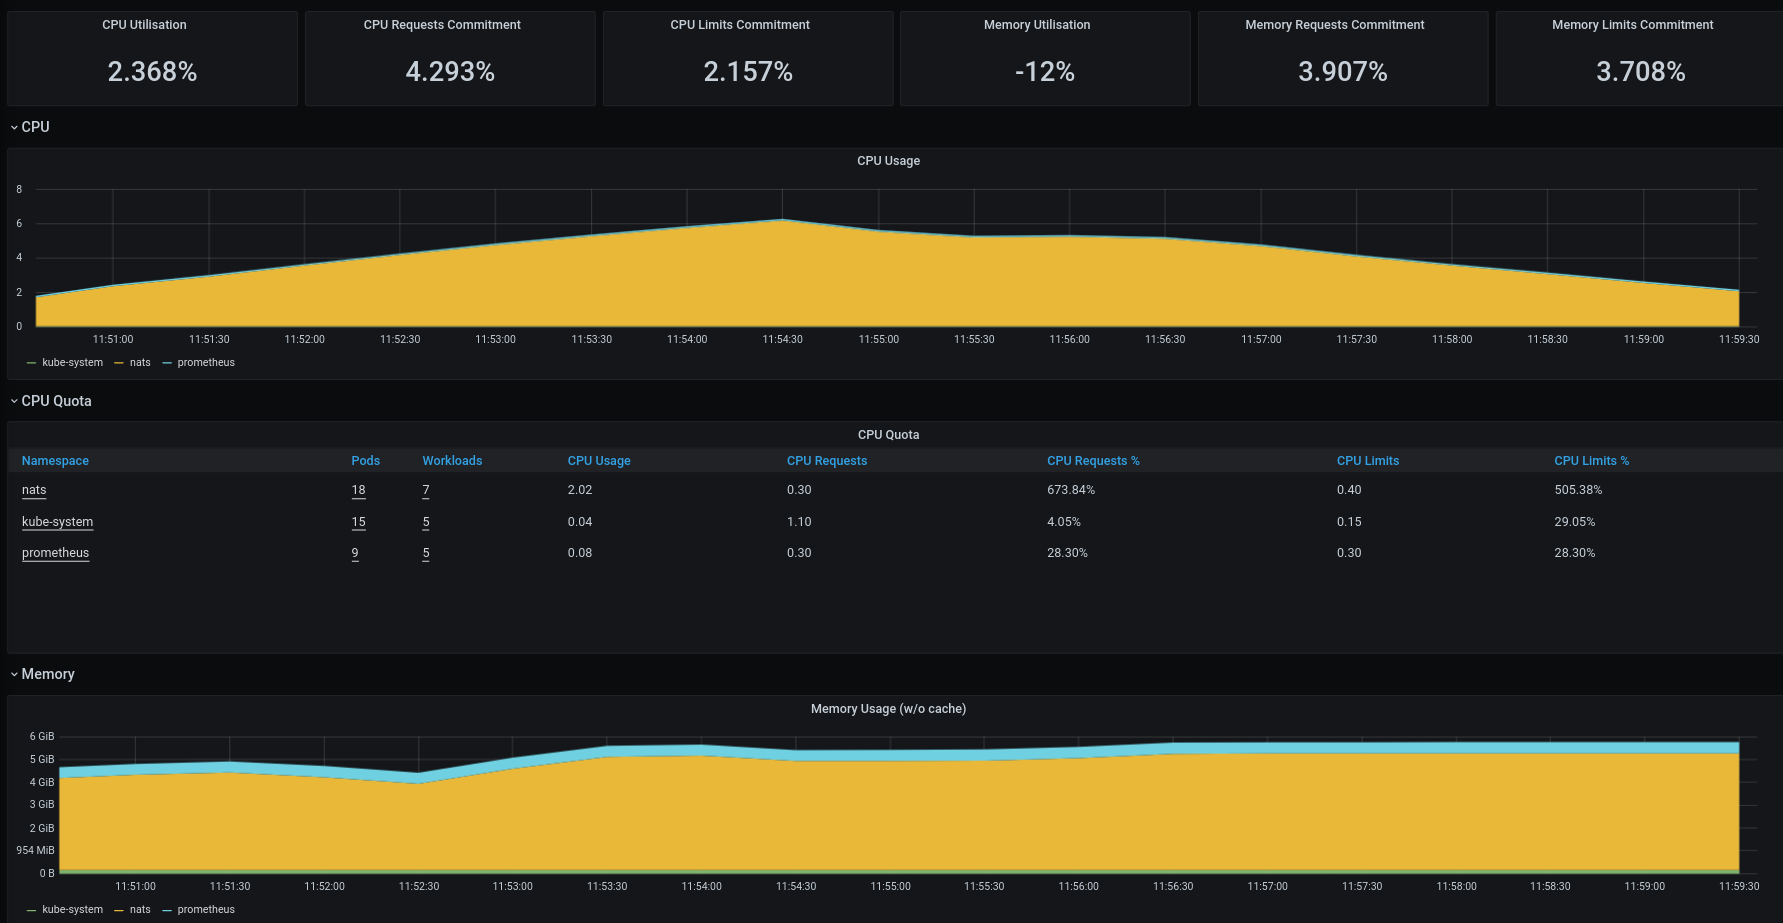 CPU Utilisation CPU Requests Commitment CPU Limits Commitment Memory Utilisation Memory Requests Commitment Memory Limits Commitment
2.368% 4.293% 2.157% -12% 3.907% 3.708%
CPU
CPU Usage
8
6
4
2
0
11:51:00 11:51:30 11:52:00 11:52:30 11:53:00 11:53:30 11:54:00 11:54:30 11:55:00 11:55:30 11:56:00 11:56:30 11:57:00 11:57:30 11:58:00 11:58:30 11:59:00 11:59:30
kube-system nats prometheus
CPU Quota
CPU Quota
Namespace Pods Workloads CPU Usage CPU Requests CPU Requests % CPU Limits CPU Limits %
nats 18 7 2.02 0.30 673.84% 0.40 505.38%
kube-system 15 5 0.04 1.10 4.05% 0.15 29.05%
prometheus 9 5 0.08 0.30 28.30% 0.30 28.30%
Memory
Memory Usage (w/o cache)
6 GiB
5 GiB
4 GiB
3 GiB
2 GiB
954 MiB
0 B
11:51:00 11:51:30 11:52:00 11:52:30 11:53:00 11:53:30 11:54:00 11:54:30 11:55:00 11:55:30 11:56:00 11:56:30 11:57:00 11:57:30 11:58:00 11:58:30 11:59:00 11:59:30
kube-system nats prometheus